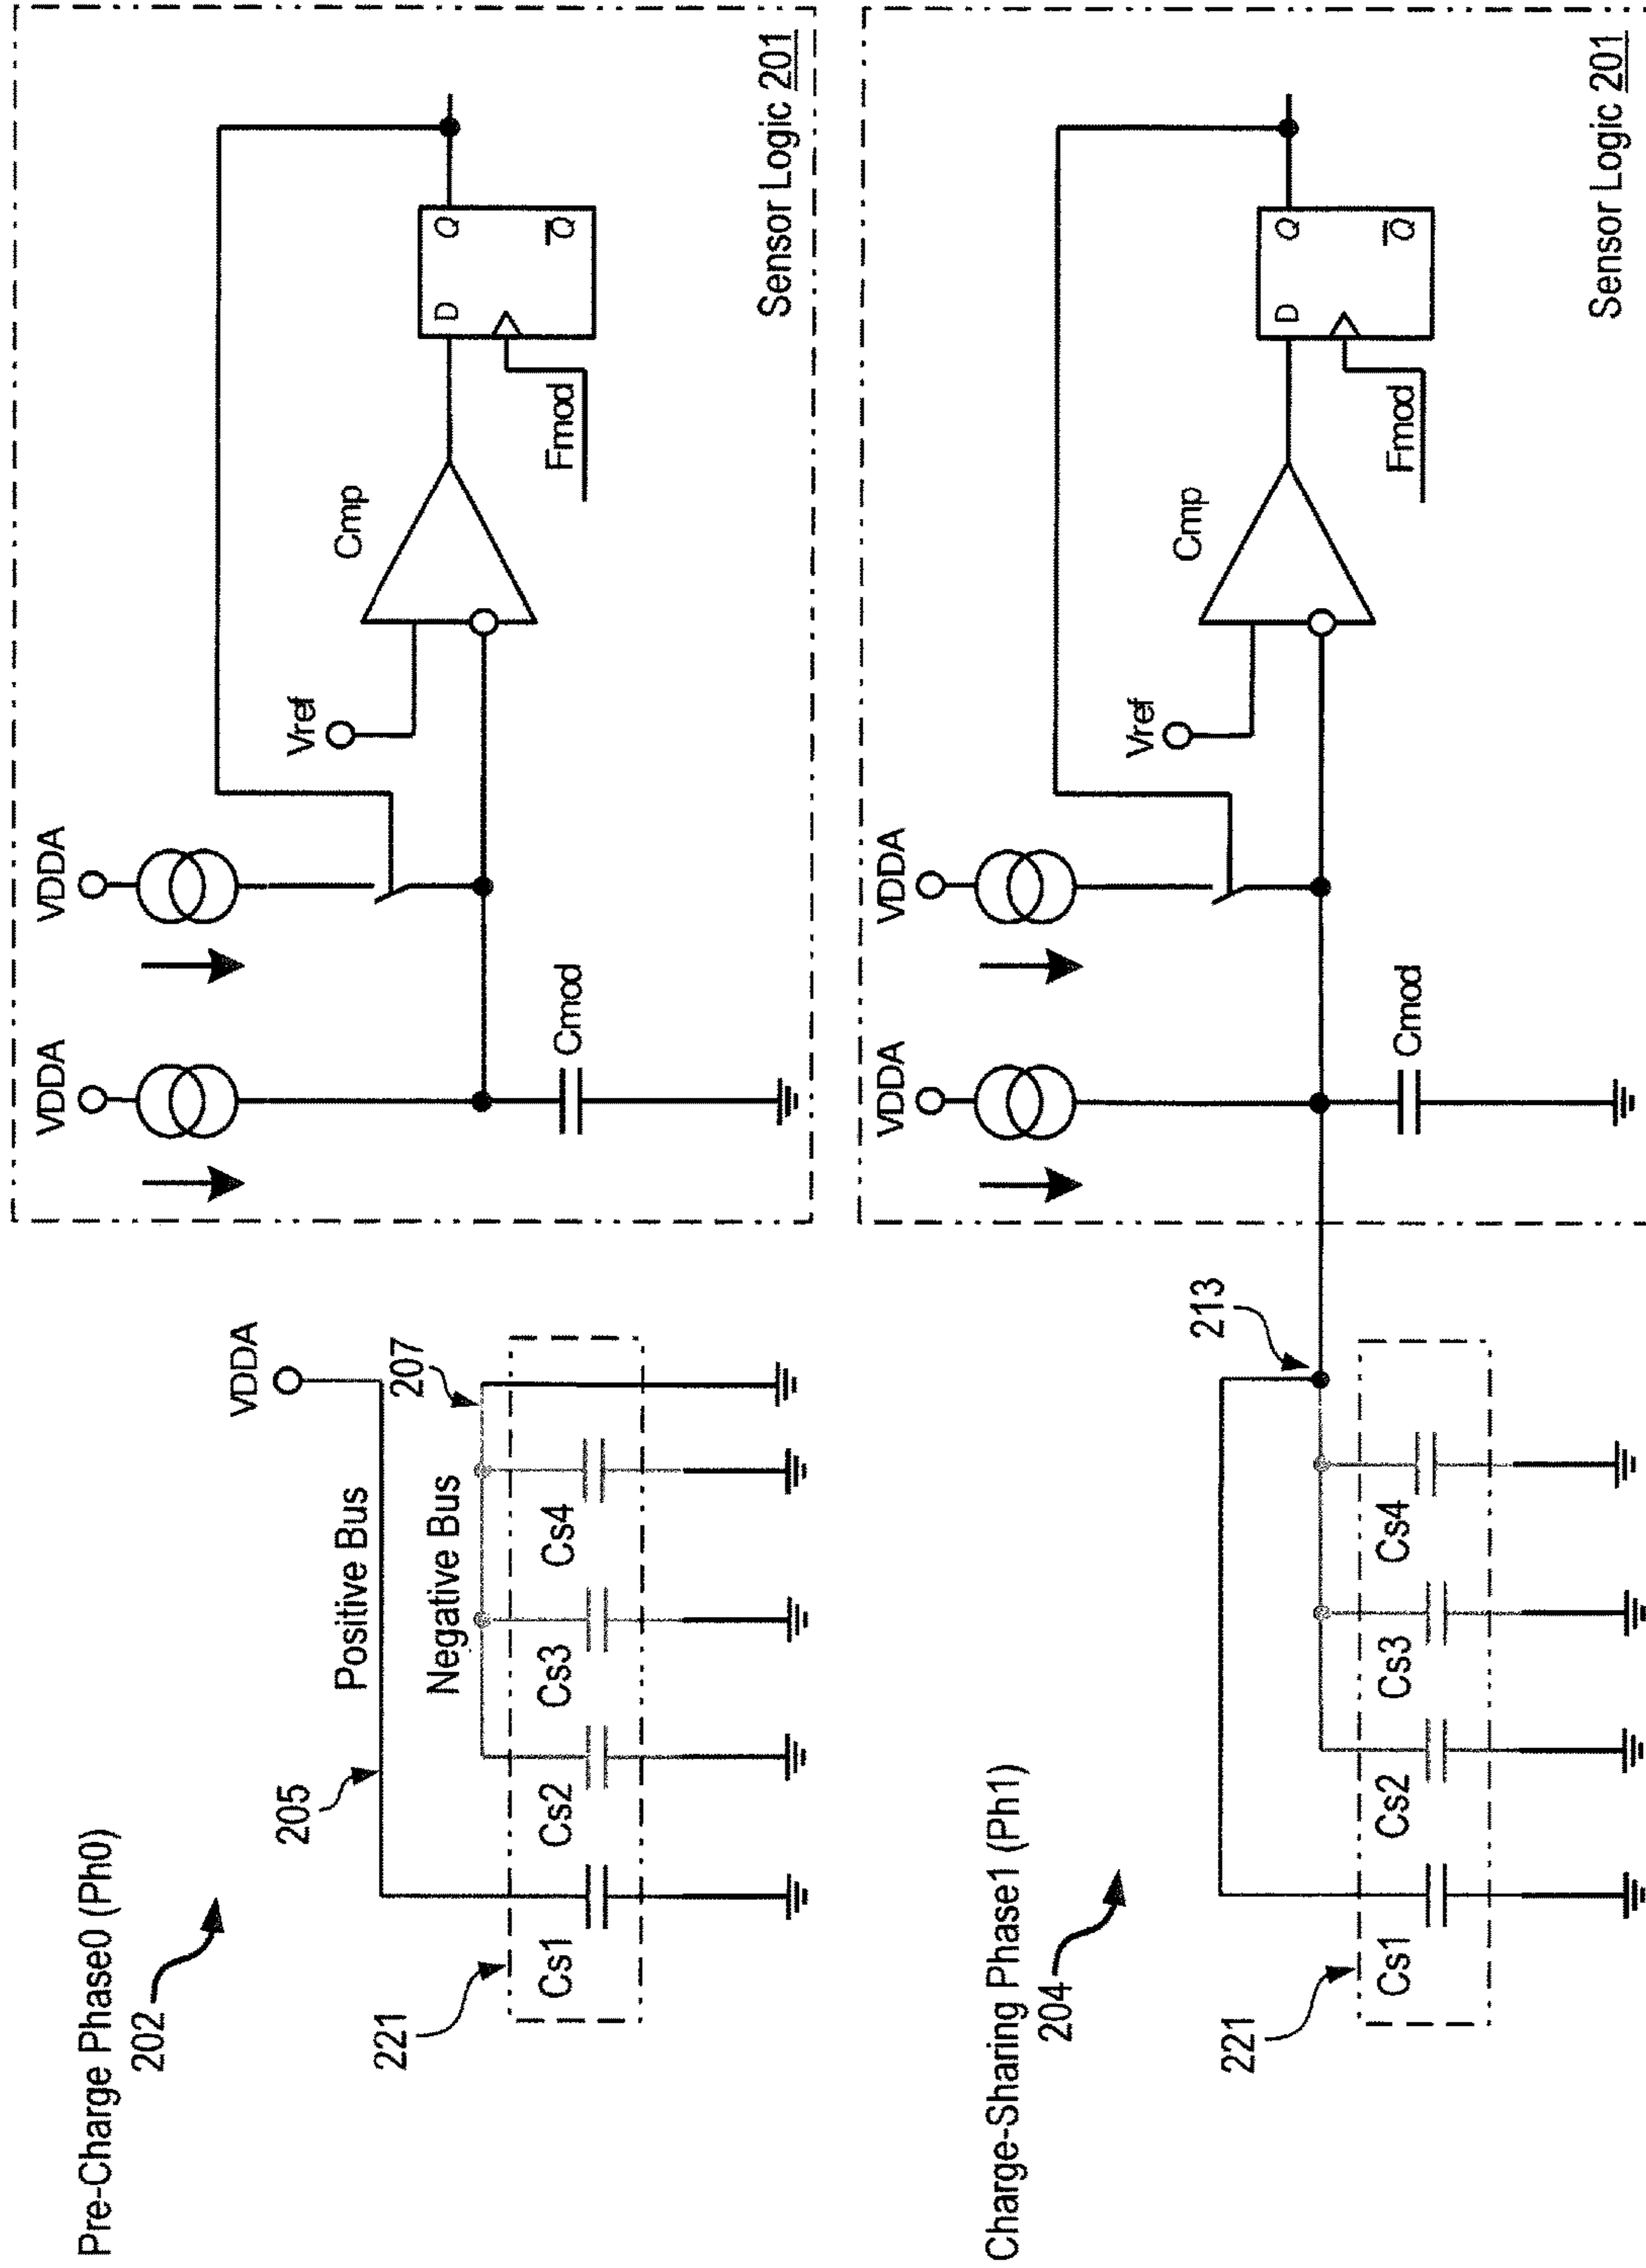 Pre-Charge Phase0 (Ph0)
202
VDDA
205
Positive Bus
207
Negative Bus
221
Cs1
Cs2
Cs3
Cs4
VDDA
VDDA
Cmod
Vref
Cmp
D
Q
Q̅
Fmod
Sensor Logic 201
Charge-Sharing Phase1 (Ph1)
204
213
221
Cs1
Cs2
Cs3
Cs4
VDDA
VDDA
Cmod
Vref
Cmp
D
Q
Q̅
Fmod
Sensor Logic 201